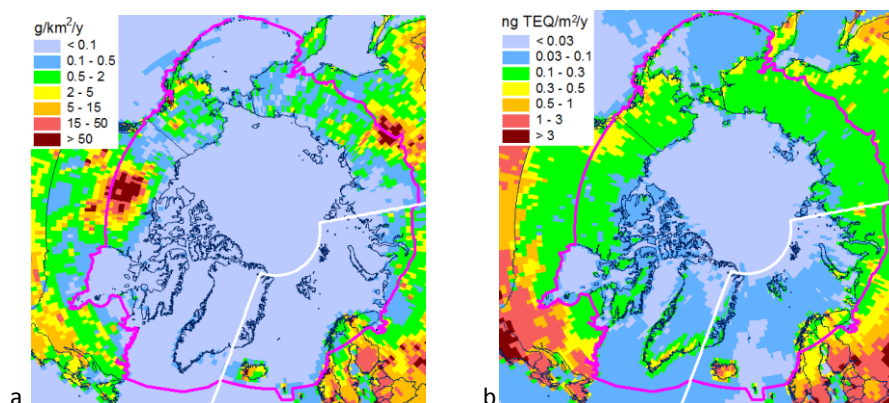 g/km²/y
< 0.1
0.1 - 0.5
0.5 - 2
2 - 5
5 - 15
15 - 50
> 50
a
ng TEQ/m²/y
< 0.03
0.03 - 0.1
0.1 - 0.3
0.3 - 0.5
0.5 - 1
1 - 3
> 3
b